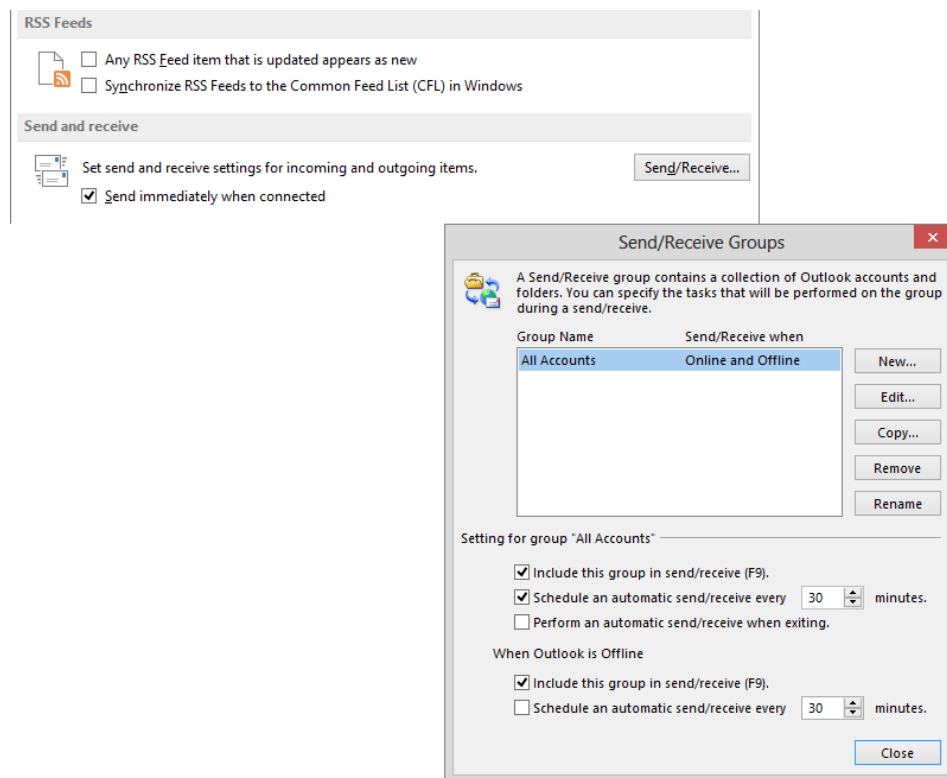 RSS Feeds
Any RSS Feed item that is updated appears as new
Synchronize RSS Feeds to the Common Feed List (CFL) in Windows
Send and receive
Set send and receive settings for incoming and outgoing items.
Send/Receive...
Send immediately when connected
Send/Receive Groups
A Send/Receive group contains a collection of Outlook accounts and
folders. You can specify the tasks that will be performed on the group
during a send/receive.
Group Name Send/Receive when
All Accounts Online and Offline
New...
Edit...
Copy...
Remove
Rename
Setting for group "All Accounts"
Include this group in send/receive (F9).
Schedule an automatic send/receive every 30 minutes.
Perform an automatic send/receive when exiting.
When Outlook is Offline
Include this group in send/receive (F9).
Schedule an automatic send/receive every 30 minutes.
Close